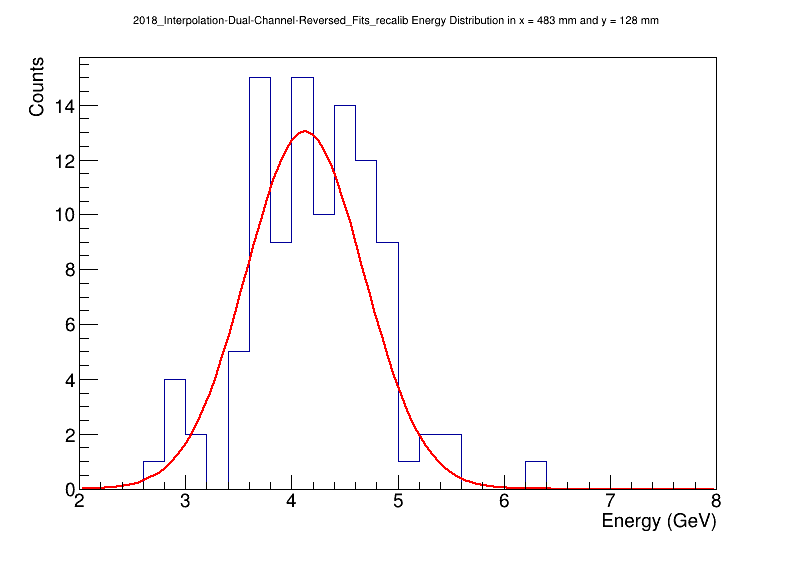 2018_Interpolation-Dual-Channel-Reversed_Fits_recalib Energy Distribution in x = 483 mm and y = 128 mm
Counts
14
12
10
8
6
4
2
0
2 3 4 5 6 7 8
Energy (GeV)